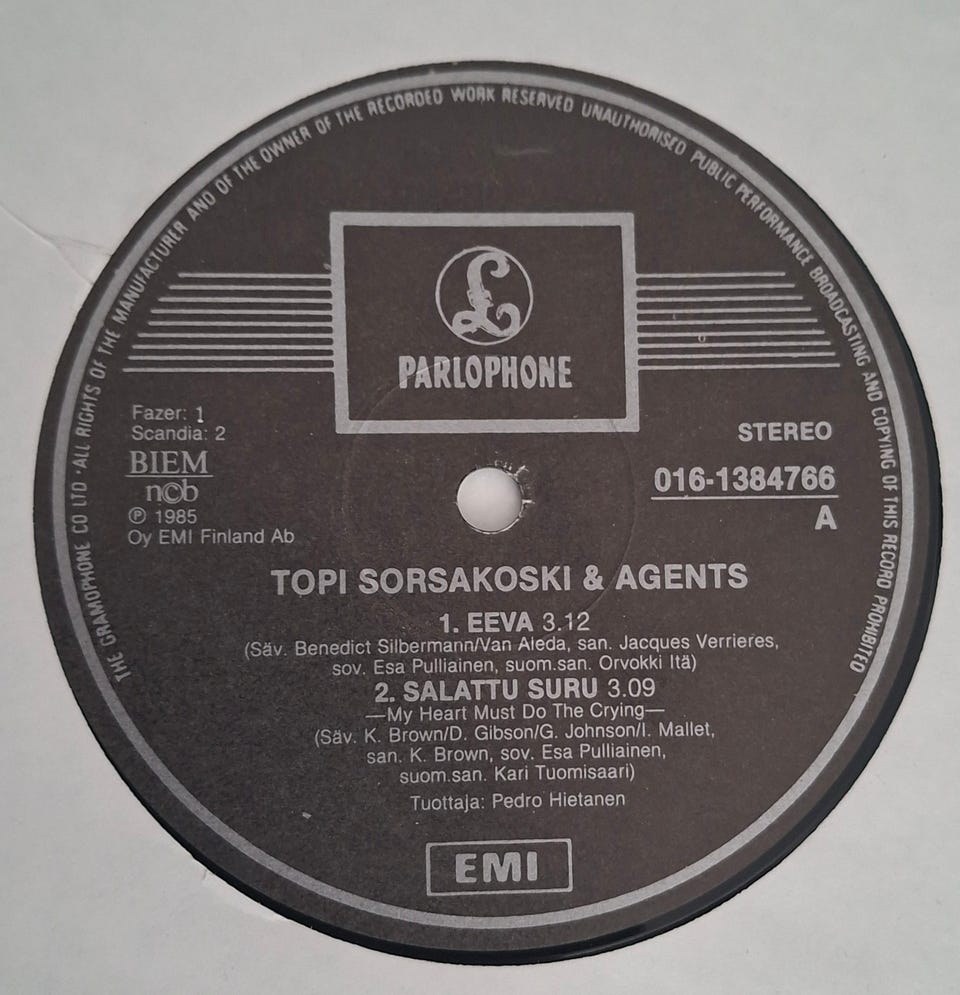 THE GRAMOPHONE CO LTD · ALL RIGHTS OF THE MANUFACTURER AND OF THE OWNER OF THE RECORDED WORK RESERVED UNAUTHORISED PUBLIC PERFORMANCE BROADCASTING AND COPYING OF THIS RECORD PROHIBITED
£
PARLOPHONE
Fazer: 1
Scandia: 2
BIEM
n©b
℗ 1985
Oy EMI Finland Ab
STEREO
016-1384766
A
TOPI SORSAKOSKI & AGENTS
1. EEVA 3.12
(Säv. Benedict Silbermann/Van Aleda, san. Jacques Verrieres,
sov. Esa Pulliainen, suom.san. Orvokki Itä)
2. SALATTU SURU 3.09
—My Heart Must Do The Crying—
(Säv. K. Brown/D. Gibson/G. Johnson/I. Mallet,
san. K. Brown, sov. Esa Pulliainen,
suom.san. Kari Tuomisaari)
Tuottaja: Pedro Hietanen
EMI